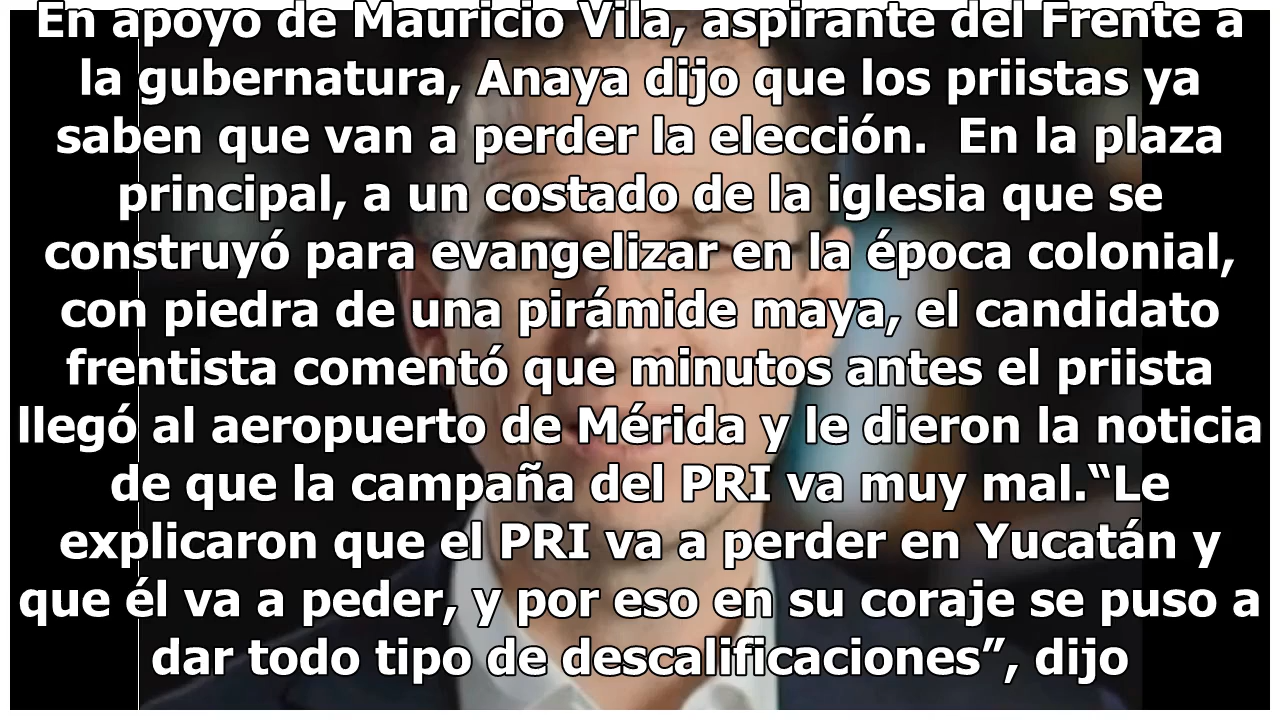 En apoyo de Mauricio Vila, aspirante del Frente a
la gubernatura, Anaya dijo que los priistas ya
saben que van a perder la elección.  En la plaza
principal, a un costado de la iglesia que se
construyó para evangelizar en la época colonial,
con piedra de una pirámide maya, el candidato
frentista comentó que minutos antes el priista
llegó al aeropuerto de Mérida y le dieron la noticia
de que la campaña del PRI va muy mal.“Le
explicaron que el PRI va a perder en Yucatán y
que él va a peder, y por eso en su coraje se puso a
dar todo tipo de descalificaciones”, dijo